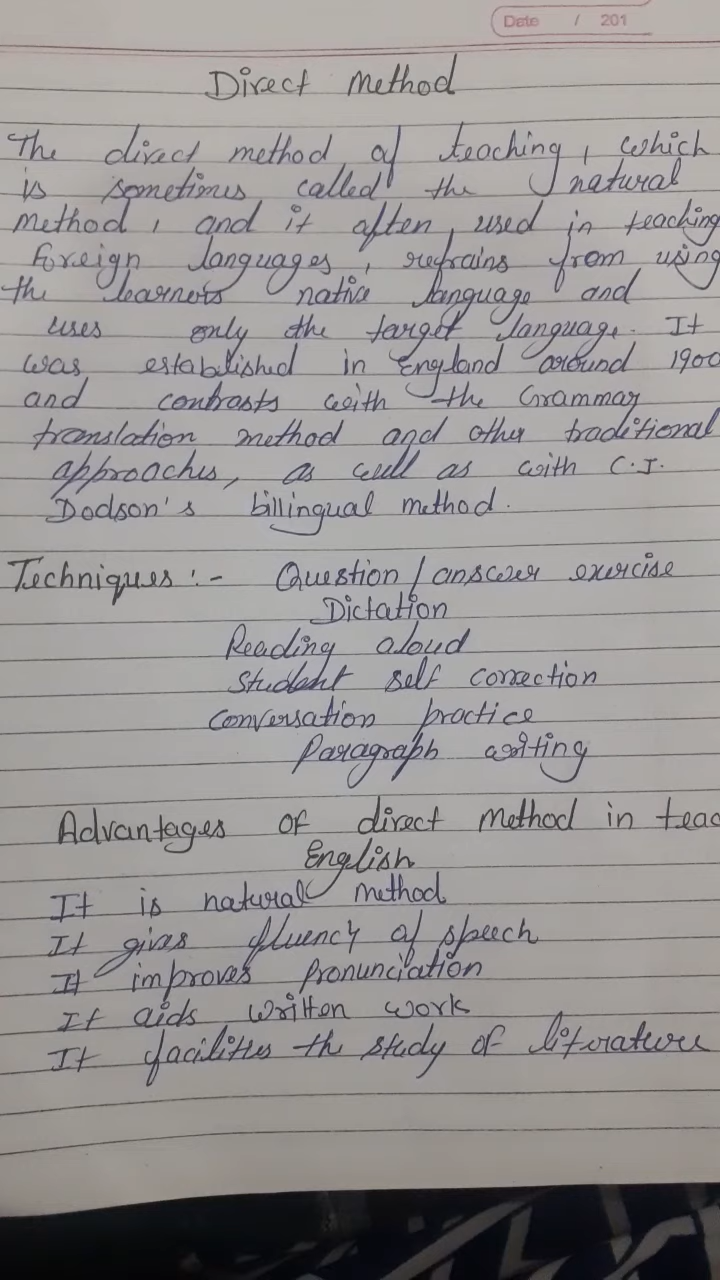 Date / 201
Direct Method
The direct method of teaching, which
is sometimes called the natural
method, and it often used in teaching
foreign languages, refrains from using
the learners native language and
uses only the target language. It
was established in England around 1900
and contrasts with the Grammar
translation method and other traditional
approaches, as well as with C.J.
Dodson's billingual method.
Techniques :- Question/answer exercise
Dictation
Reading aloud
Student self correction
Conversation practice
Paragraph writing
Advantages of direct method in teac
English
It is natural method
It gives fluency of speech
It improves pronunciation
It aids written work
It facilities the study of literature